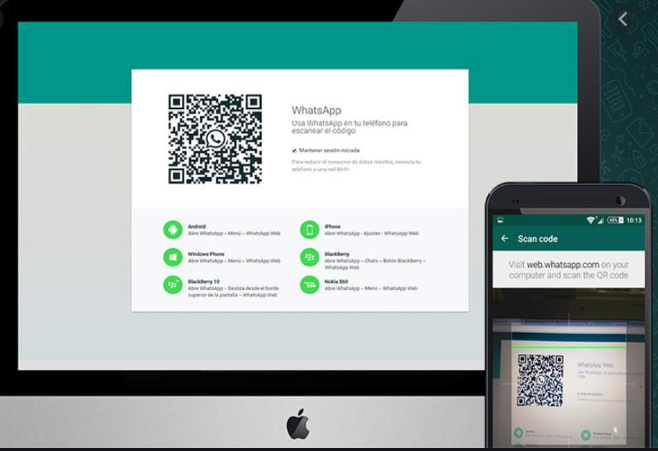 WhatsApp
Usa WhatsApp en tu teléfono para
escanear el código
Mantener sesión iniciada
Para reducir el consumo de datos móviles, conecta tu
teléfono a una red Wi-Fi
Android
Abre WhatsApp – Menú – WhatsApp Web
iPhone
Abre WhatsApp - Ajustes - WhatsApp Web
Windows Phone
Abre WhatsApp – Menú – WhatsApp Web
BlackBerry
Abre WhatsApp – Chats – Botón BlackBerry –
WhatsApp Web
BlackBerry 10
Abre WhatsApp – Desliza desde el borde
superior de la pantalla – WhatsApp Web
Nokia S60
Abre WhatsApp – Menú – WhatsApp Web
10:13
Scan code
Visit web.whatsapp.com on your
computer and scan the QR code
WhatsApp Web